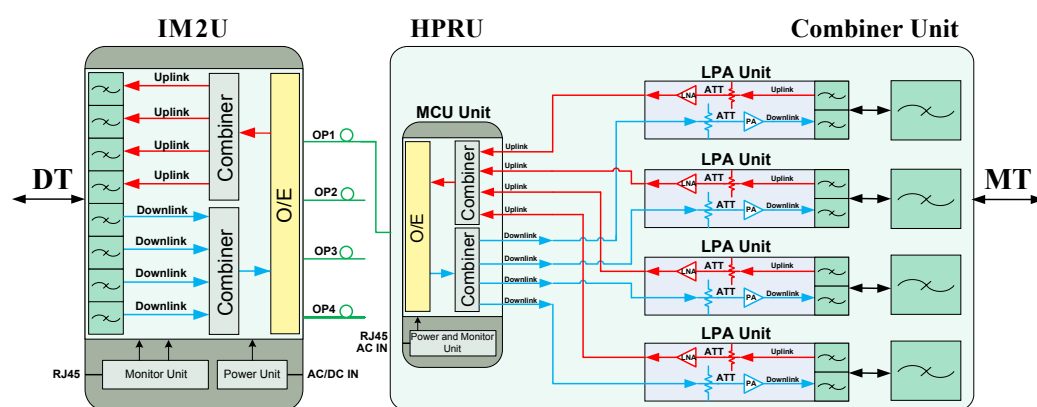 IM2U
HPRU
Combiner Unit
DT
MT
Uplink
Uplink
Uplink
Uplink
Downlink
Downlink
Downlink
Downlink
Combiner
Combiner
O/E
OP1
OP2
OP3
OP4
RJ45
Monitor Unit
Power Unit
AC/DC IN
MCU Unit
O/E
Combiner
Combiner
Uplink
Uplink
Uplink
Uplink
Downlink
Downlink
Downlink
Downlink
RJ45
AC IN
Power and Monitor
Unit
LPA Unit
LNA
ATT
Uplink
ATT
PA
Downlink
LPA Unit
LNA
ATT
Uplink
ATT
PA
Downlink
LPA Unit
LNA
ATT
Uplink
ATT
PA
Downlink
LPA Unit
LNA
ATT
Uplink
ATT
PA
Downlink